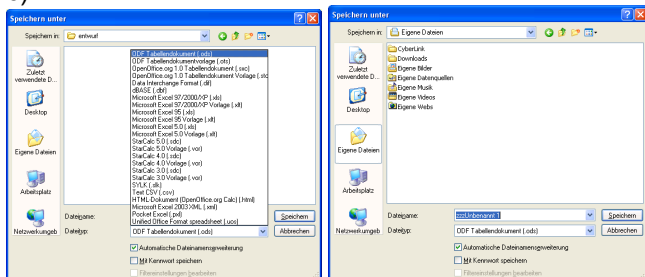 Speichern unter
Speichern in: entwurf
Zuletzt
verwendete D...
Desktop
Eigene Dateien
Arbeitsplatz
Netzwerkumgeb
ODF Tabellendokument (.ods)
ODF Tabellendokumentvorlage (.ots)
OpenOffice.org 1.0 Tabellendokument (.sxc)
OpenOffice.org 1.0 Tabellendokument Vorlage (.stc)
Data Interchange Format (.dif)
dBASE (.dbf)
Microsoft Excel 97/2000/XP (.xls)
Microsoft Excel 97/2000/XP Vorlage (.xlt)
Microsoft Excel 95 (.xls)
Microsoft Excel 95 Vorlage (.xlt)
Microsoft Excel 5.0 (.xls)
Microsoft Excel 5.0 Vorlage (.xlt)
StarCalc 5.0 (.sdc)
StarCalc 5.0 Vorlage (.vor)
StarCalc 4.0 (.sdc)
StarCalc 4.0 Vorlage (.vor)
StarCalc 3.0 (.sdc)
StarCalc 3.0 Vorlage (.vor)
SYLK (.slk)
Text CSV (.csv)
HTML-Dokument (OpenOffice.org Calc) (.html)
Microsoft Excel 2003 XML (.xml)
Pocket Excel (.pxl)
Unified Office Format spreadsheet (.uos)
Dateiname:
Speichern
Dateityp: ODF Tabellendokument (.ods)
Abbrechen
Automatische Dateinamenserweiterung
Mit Kennwort speichern
Filtereinstellungen bearbeiten
Speichern unter
Speichern in: Eigene Dateien
Zuletzt
verwendete D...
Desktop
Eigene Dateien
Arbeitsplatz
Netzwerkumgeb
CyberLink
Downloads
Eigene Bilder
Eigene Datenquellen
Eigene Musik
Eigene Videos
Eigene Webs
Dateiname: zzzUnbenannt 1
Speichern
Dateityp: ODF Tabellendokument (.ods)
Abbrechen
Automatische Dateinamenserweiterung
Mit Kennwort speichern
Filtereinstellungen bearbeiten